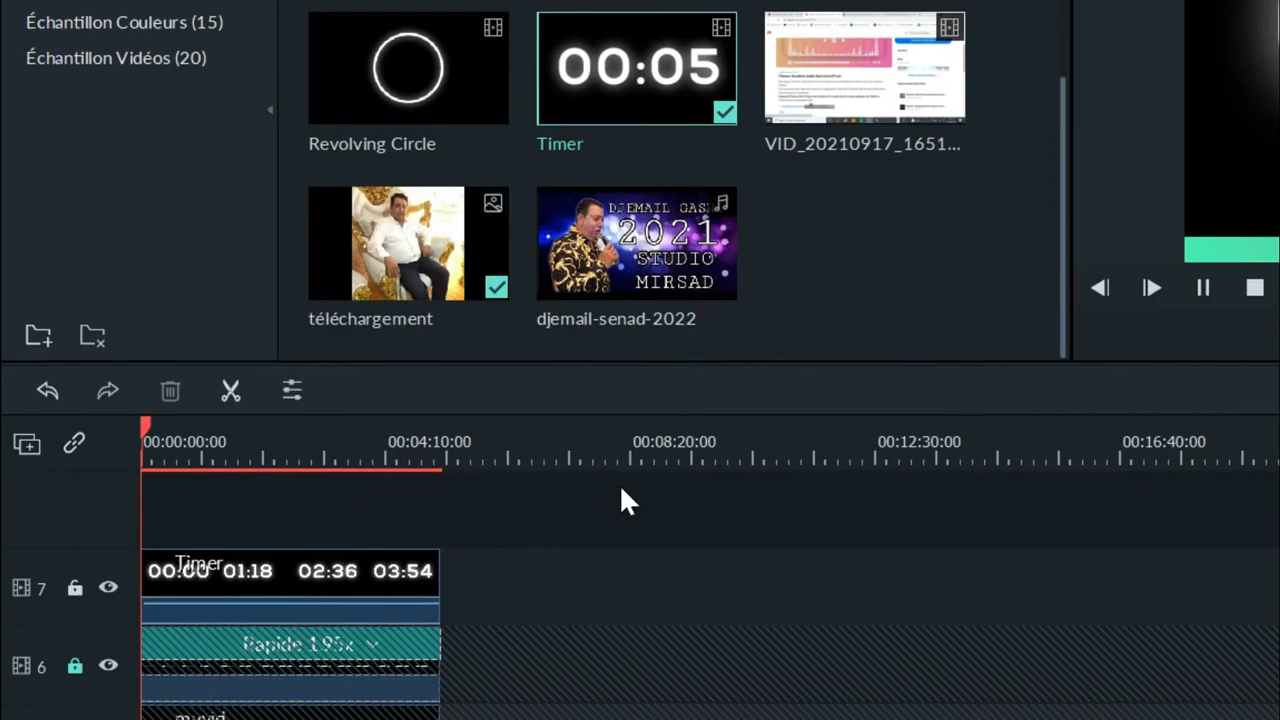 Échantillon Couleurs (15)
Échantillon Vidéos (20)
00:05
Revolving Circle
Timer
VID_20210917_1651...
DJEMAIL GAS
2021
STUDIO
MIRSAD
téléchargement
djemail-senad-2022
00:00:00:00
00:04:10:00
00:08:20:00
00:12:30:00
00:16:40:00
Timer
00:00 01:18 02:36 03:54
7
Rapide 1.95x
6